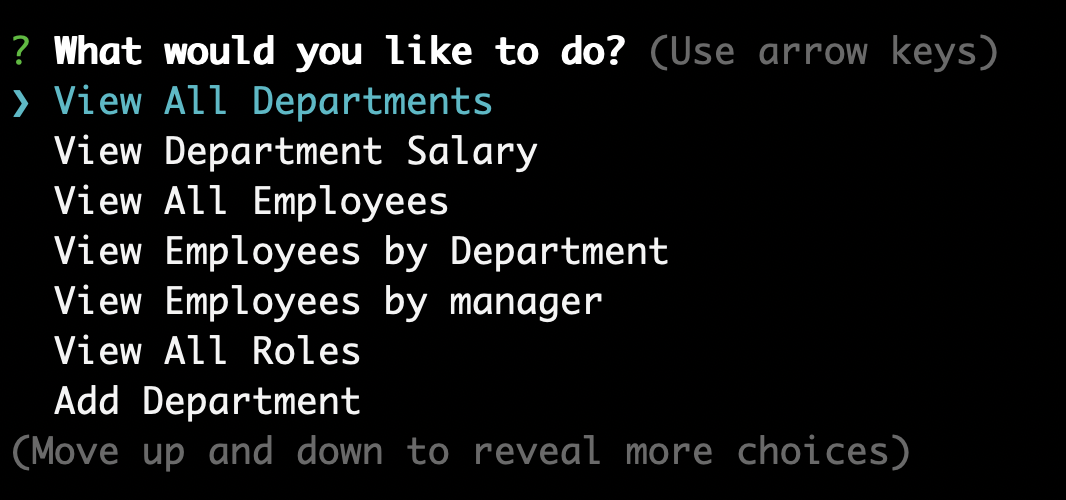 ? What would you like to do? (Use arrow keys)
❯ View All Departments
View Department Salary
View All Employees
View Employees by Department
View Employees by manager
View All Roles
Add Department
(Move up and down to reveal more choices)